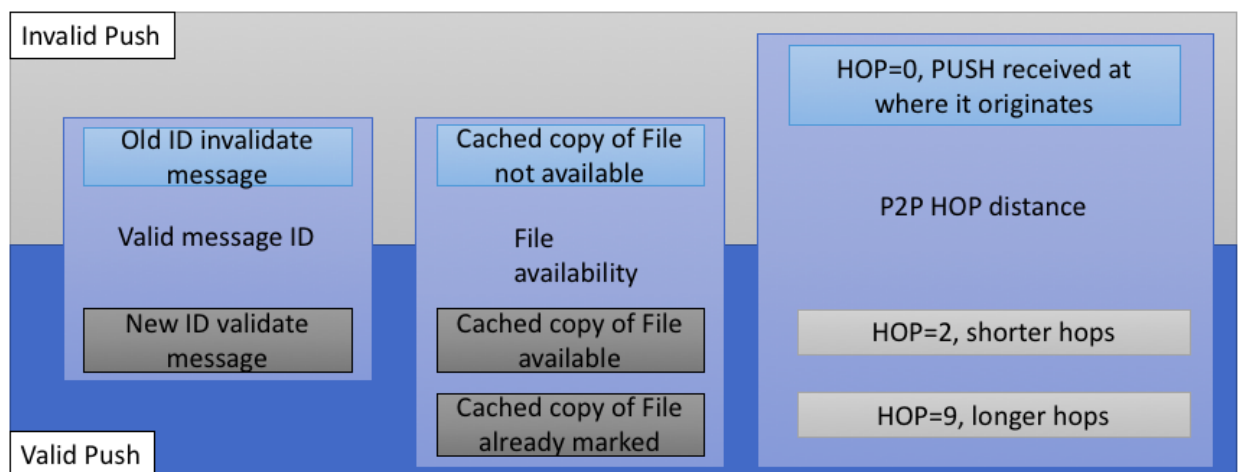 Invalid Push
Old ID invalidate
message
Valid message ID
New ID validate
message
Cached copy of File
not available
File
availability
Cached copy of File
available
Cached copy of File
already marked
HOP=0, PUSH received at
where it originates
P2P HOP distance
HOP=2, shorter hops
HOP=9, longer hops
Valid Push